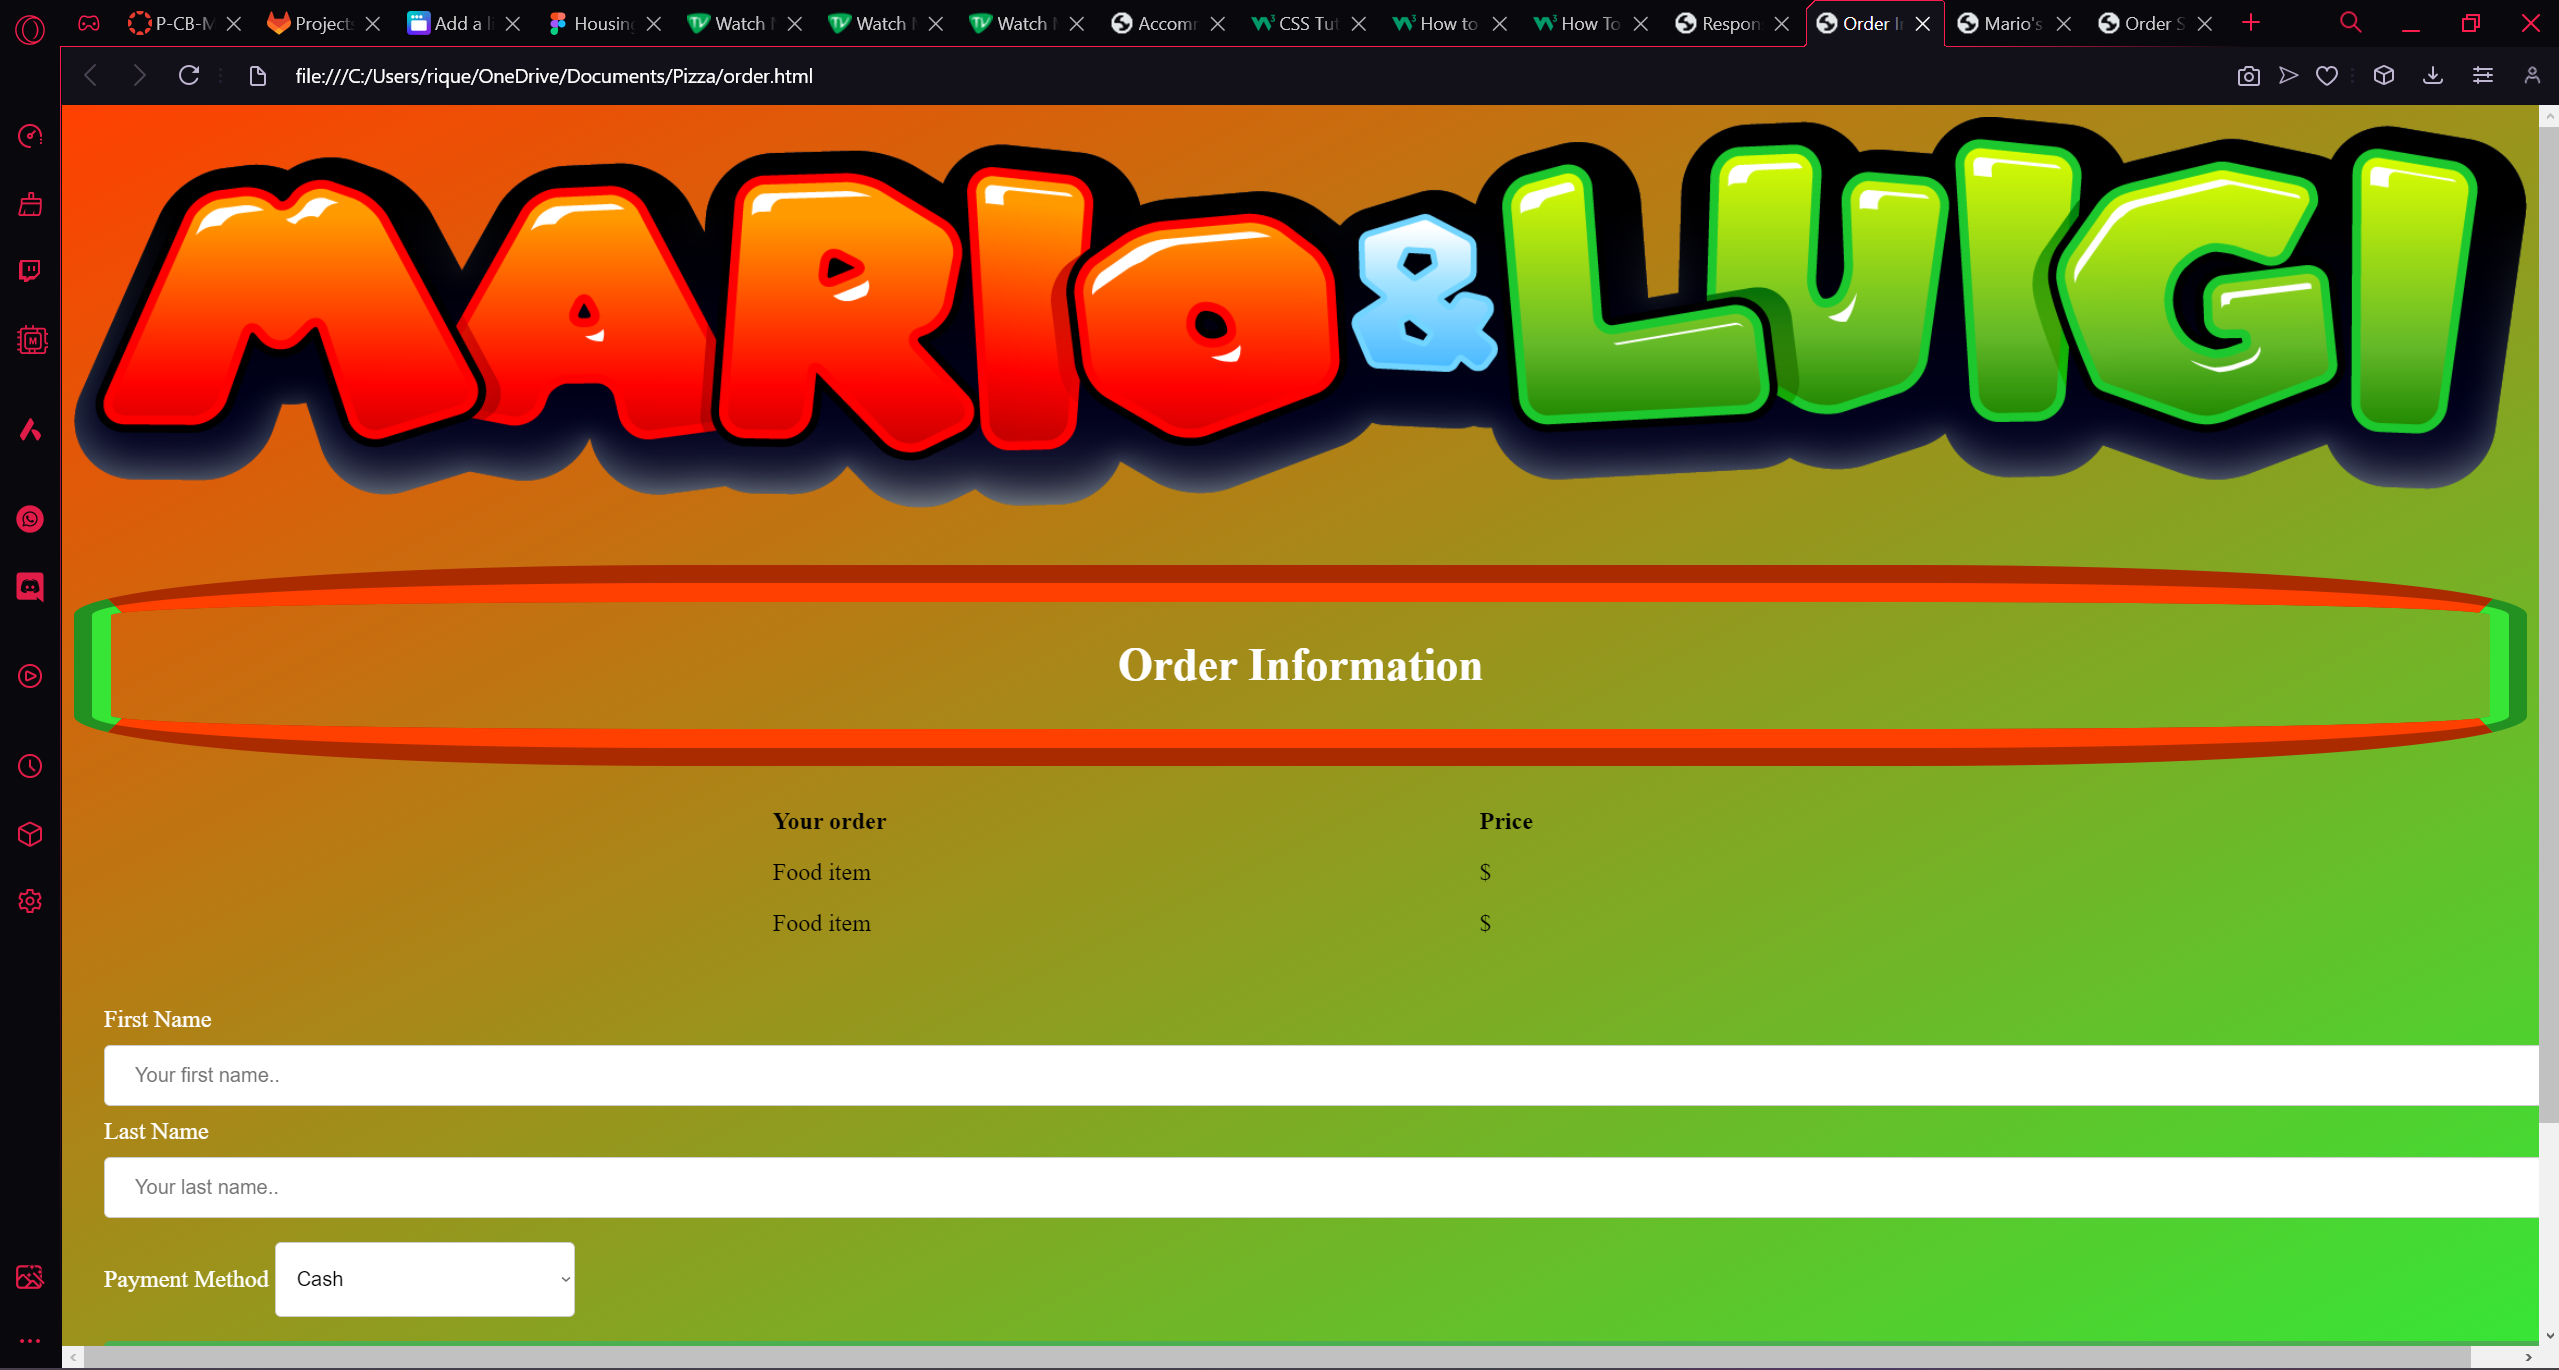 P-CB-M
Projects
Add a li
Housing
Watch
Watch
Watch
Accom
CSS Tut
How to
How To
Respon
Order I
Mario's
Order S
file:///C:/Users/rique/OneDrive/Documents/Pizza/order.html
MARIO & LUIGI
Order Information
Your order Price
Food item $
Food item $
First Name
Your first name..
Last Name
Your last name..
Payment Method Cash